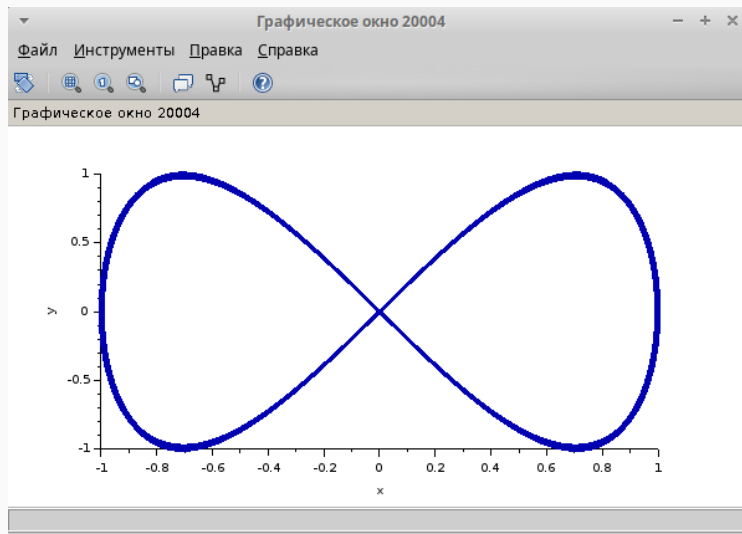 Графическое окно 20004
Файл Инструменты Правка Справка
Графическое окно 20004
1
0.5
0
-0.5
-1
y
-1 -0.8 -0.6 -0.4 -0.2 0 0.2 0.4 0.6 0.8 1
x